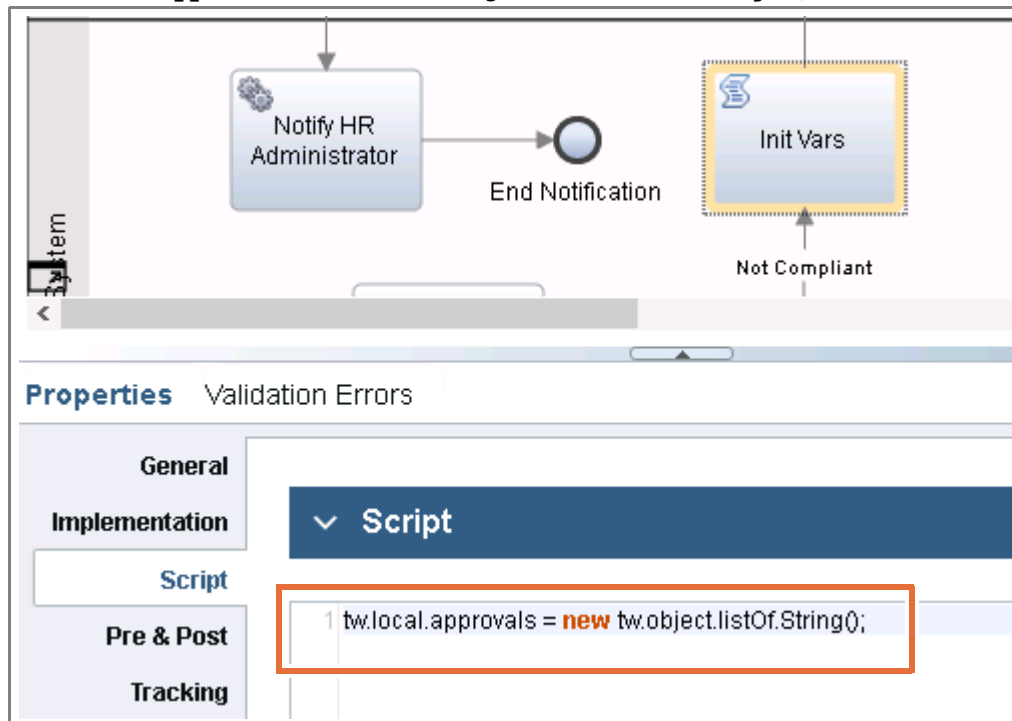 Notify HR
Administrator
End Notification
Init Vars
System
Not Compliant
Properties Validation Errors
General
Implementation
Script
Pre & Post
Tracking
Script
1 tw.local.approvals = new tw.object.listOf.String();